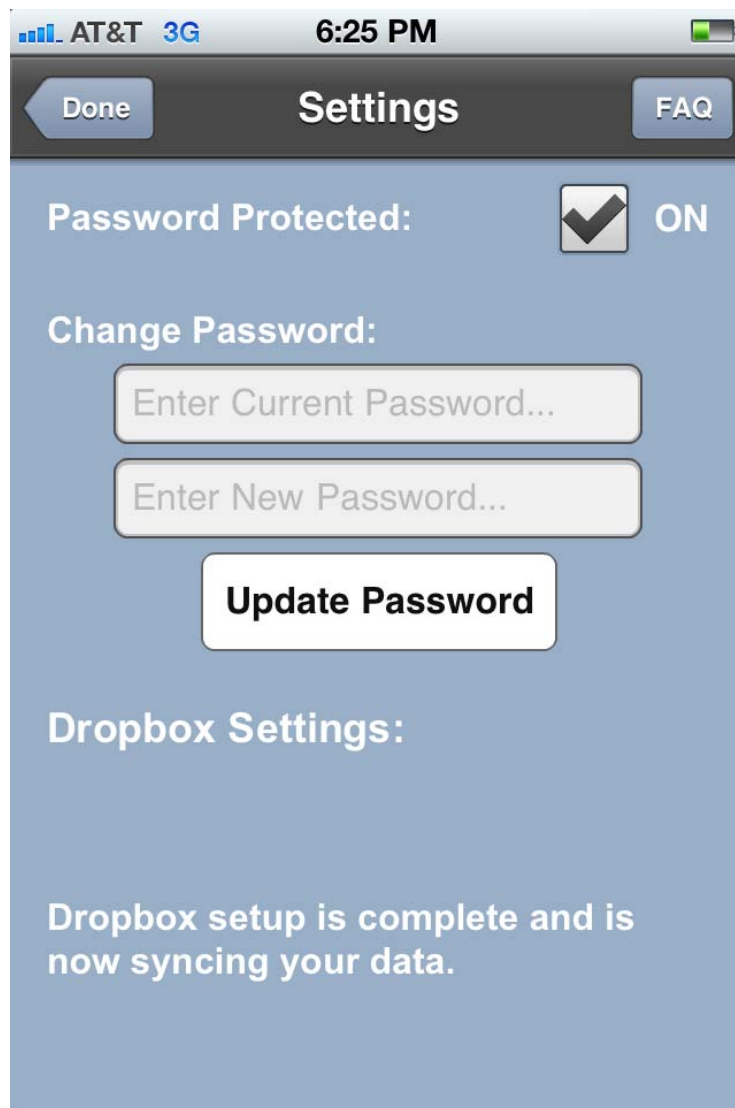 AT&T 3G 6:25 PM
Done Settings FAQ
Password Protected: ON
Change Password:
Enter Current Password...
Enter New Password...
Update Password
Dropbox Settings:
Dropbox setup is complete and is
now syncing your data.